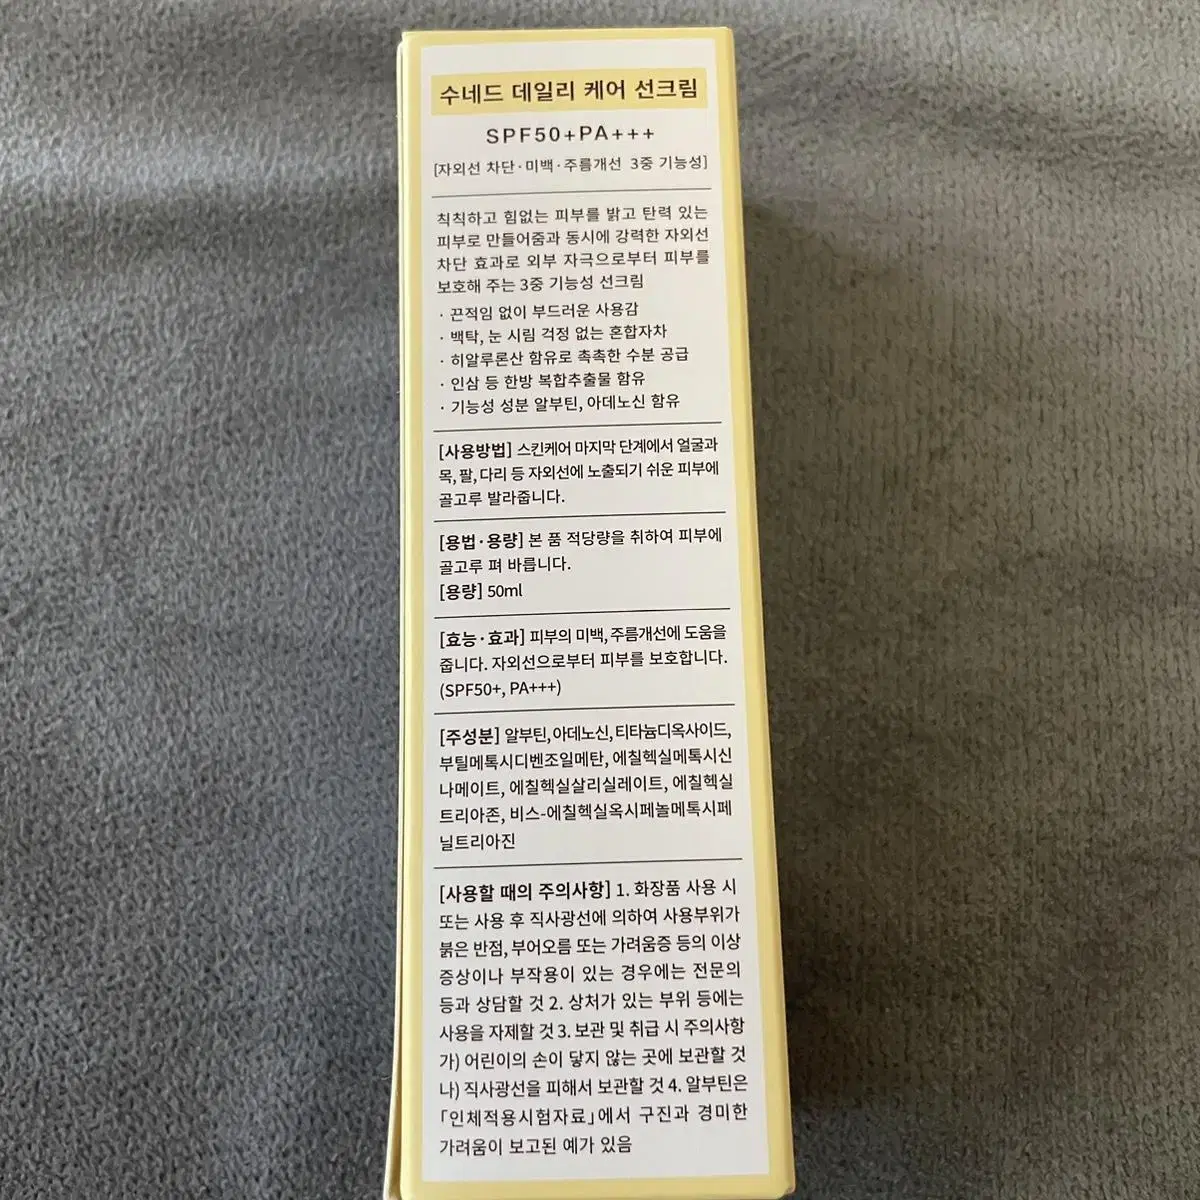 수네드 데일리 케어 선크림
SPF50+PA+++
[자외선 차단·미백·주름개선 3중 기능성]
칙칙하고 힘없는 피부를 밝고 탄력 있는
피부로 만들어줌과 동시에 강력한 자외선
차단 효과로 외부 자극으로부터 피부를
보호해 주는 3중 기능성 선크림
· 끈적임 없이 부드러운 사용감
· 백탁, 눈 시림 걱정 없는 혼합자차
· 히알루론산 함유로 촉촉한 수분 공급
· 인삼 등 한방 복합추출물 함유
· 기능성 성분 알부틴, 아데노신 함유
[사용방법] 스킨케어 마지막 단계에서 얼굴과
목, 팔, 다리 등 자외선에 노출되기 쉬운 피부에
골고루 발라줍니다.
[용법·용량] 본 품 적당량을 취하여 피부에
골고루 펴 바릅니다.
[용량] 50ml
[효능·효과] 피부의 미백, 주름개선에 도움을
줍니다. 자외선으로부터 피부를 보호합니다.
(SPF50+, PA+++)
[주성분] 알부틴, 아데노신, 티타늄디옥사이드,
부틸메톡시디벤조일메탄, 에칠헥실메톡시신
나메이트, 에칠헥실살리실레이트, 에칠헥실
트리아존, 비스-에칠헥실옥시페놀메톡시페
닐트리아진
[사용할 때의 주의사항] 1. 화장품 사용 시
또는 사용 후 직사광선에 의하여 사용부위가
붉은 반점, 부어오름 또는 가려움증 등의 이상
증상이나 부작용이 있는 경우에는 전문의
등과 상담할 것 2. 상처가 있는 부위 등에는
사용을 자제할 것 3. 보관 및 취급 시 주의사항
가) 어린이의 손이 닿지 않는 곳에 보관할 것
나) 직사광선을 피해서 보관할 것 4. 알부틴은
「인체적용시험자료」에서 구진과 경미한
가려움이 보고된 예가 있음